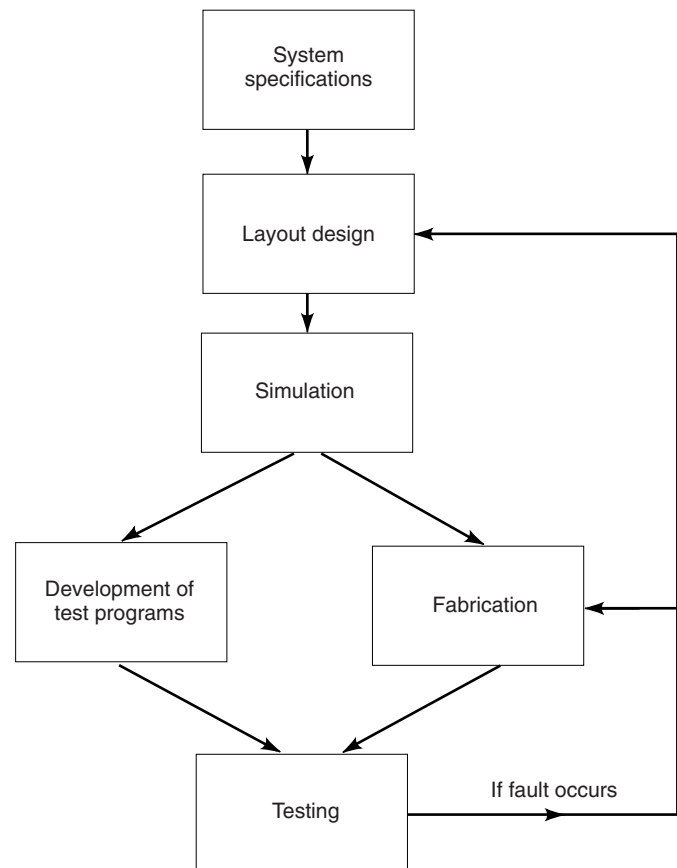 System
specifications
Layout design
Simulation
Development of
test programs
Fabrication
Testing
If fault occurs